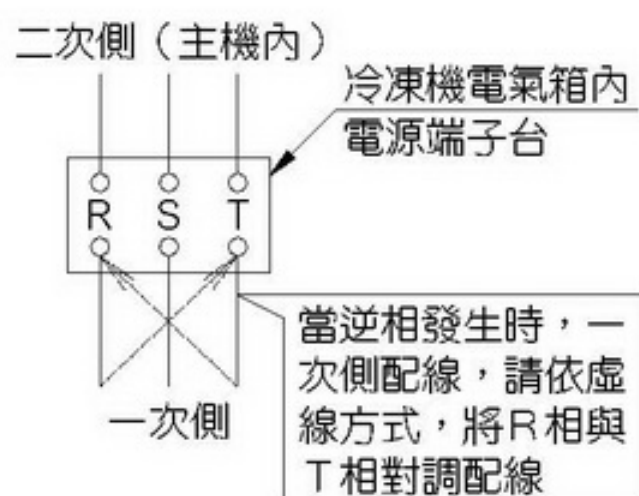 二次側（主機內）
冷凍機電氣箱內
電源端子台
R S T
當逆相發生時，一
次側配線，請依虛
線方式，將R相與
T相對調配線
一次側